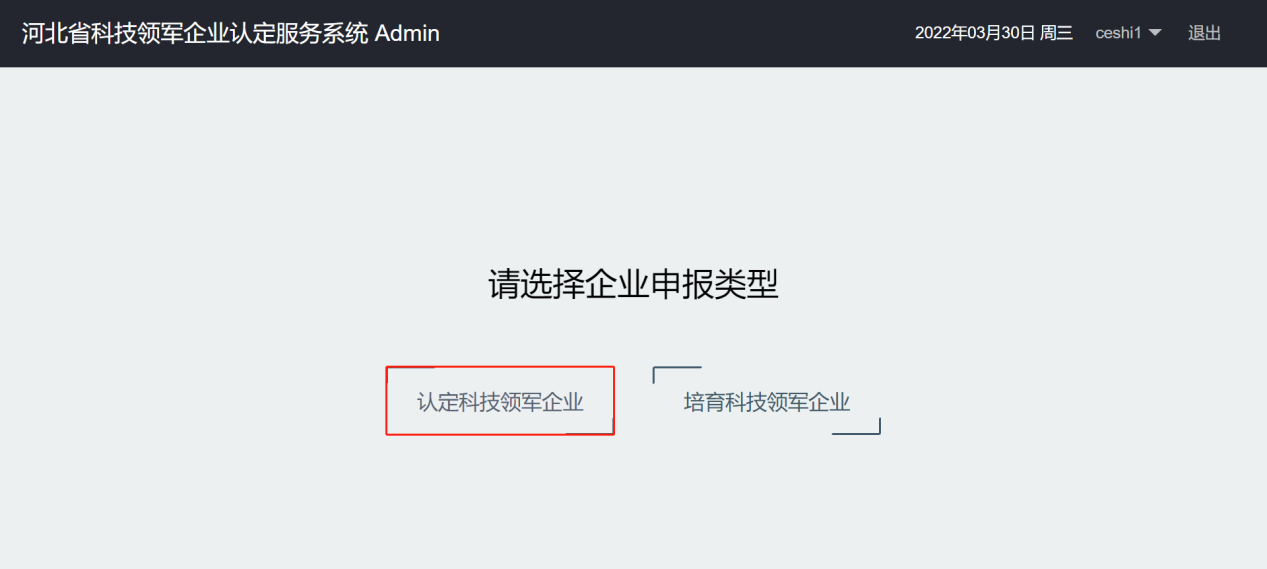 河北省科技领军企业认定服务系统 Admin 2022年03月30日 周三 ceshi1 退出
请选择企业申报类型
认定科技领军企业 培育科技领军企业